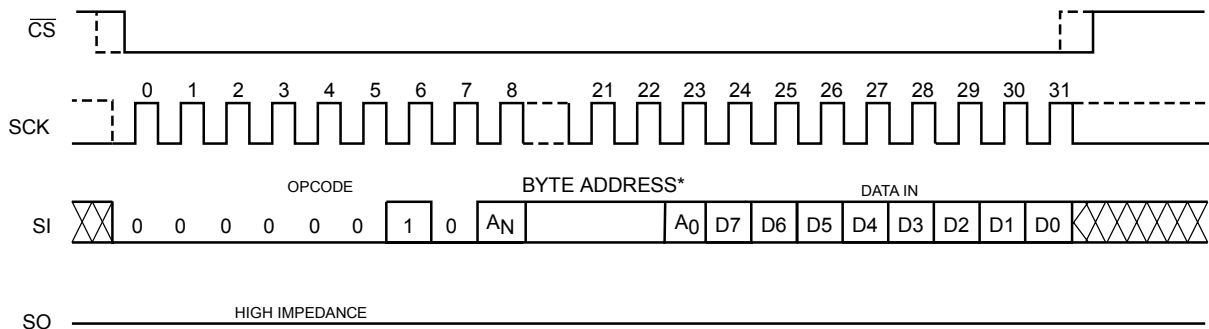 CS
0 1 2 3 4 5 6 7 8 21 22 23 24 25 26 27 28 29 30 31
SCK
OPCODE BYTE ADDRESS* DATA IN
SI 0 0 0 0 0 0 1 0 AN A0 D7 D6 D5 D4 D3 D2 D1 D0
HIGH IMPEDANCE
SO